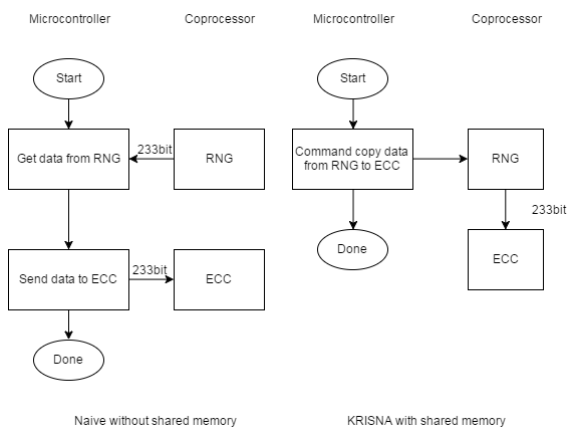 Microcontroller
Coprocessor
Microcontroller
Coprocessor
Start
Start
Get data from RNG
233bit
RNG
Command copy data
from RNG to ECC
RNG
233bit
Send data to ECC
233bit
ECC
Done
ECC
Done
Naive without shared memory
KRISNA with shared memory